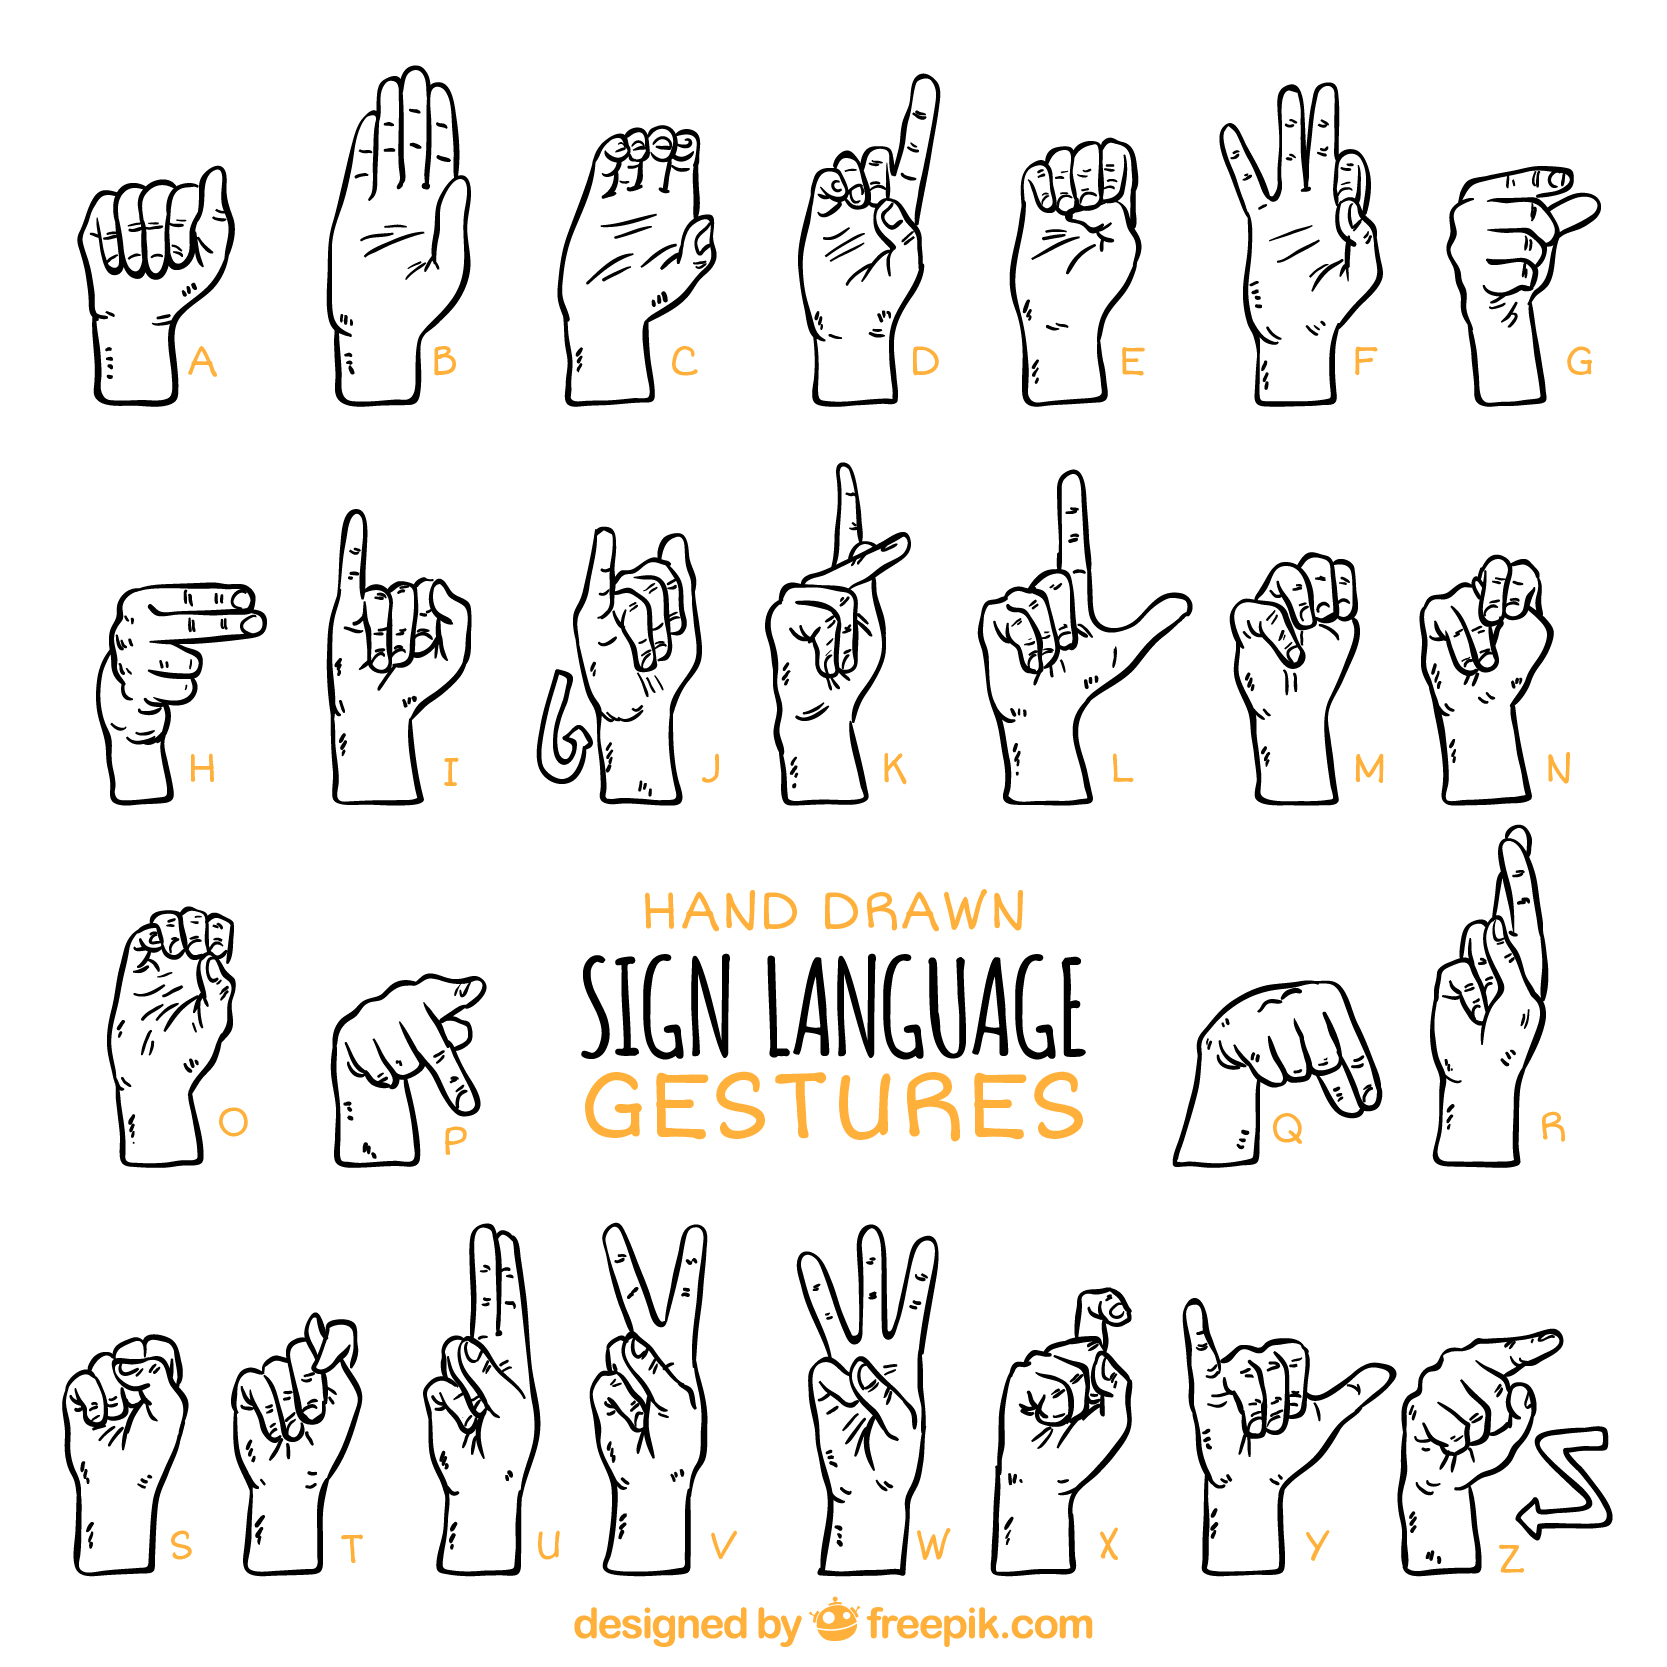 A B C D E F G
H I J K L M N
HAND DRAWN
SIGN LANGUAGE
GESTURES
O P Q R
S T U V W X Y Z
designed by freepik.com